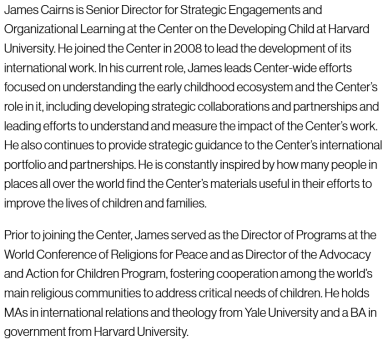 James Cairns is Senior Director for Strategic Engagements and
Organizational Learning at the Center on the Developing Child at Harvard
University. He joined the Center in 2008 to lead the development of its
international work. In his current role, James leads Center-wide efforts
focused on understanding the early childhood ecosystem and the Center's
role in it, including developing strategic collaborations and partnerships and
leading efforts to understand and measure the impact of the Center's work.
He also continues to provide strategic guidance to the Center's international
portfolio and partnerships. He is constantly inspired by how many people in
places all over the world find the Center's materials useful in their efforts to
improve the lives of children and families.
Prior to joining the Center, James served as the Director of Programs at the
World Conference of Religions for Peace and as Director of the Advocacy
and Action for Children Program, fostering cooperation among the world's
main religious communities to address critical needs of children. He holds
MAs in international relations and theology from Yale University and a BA in
government from Harvard University.